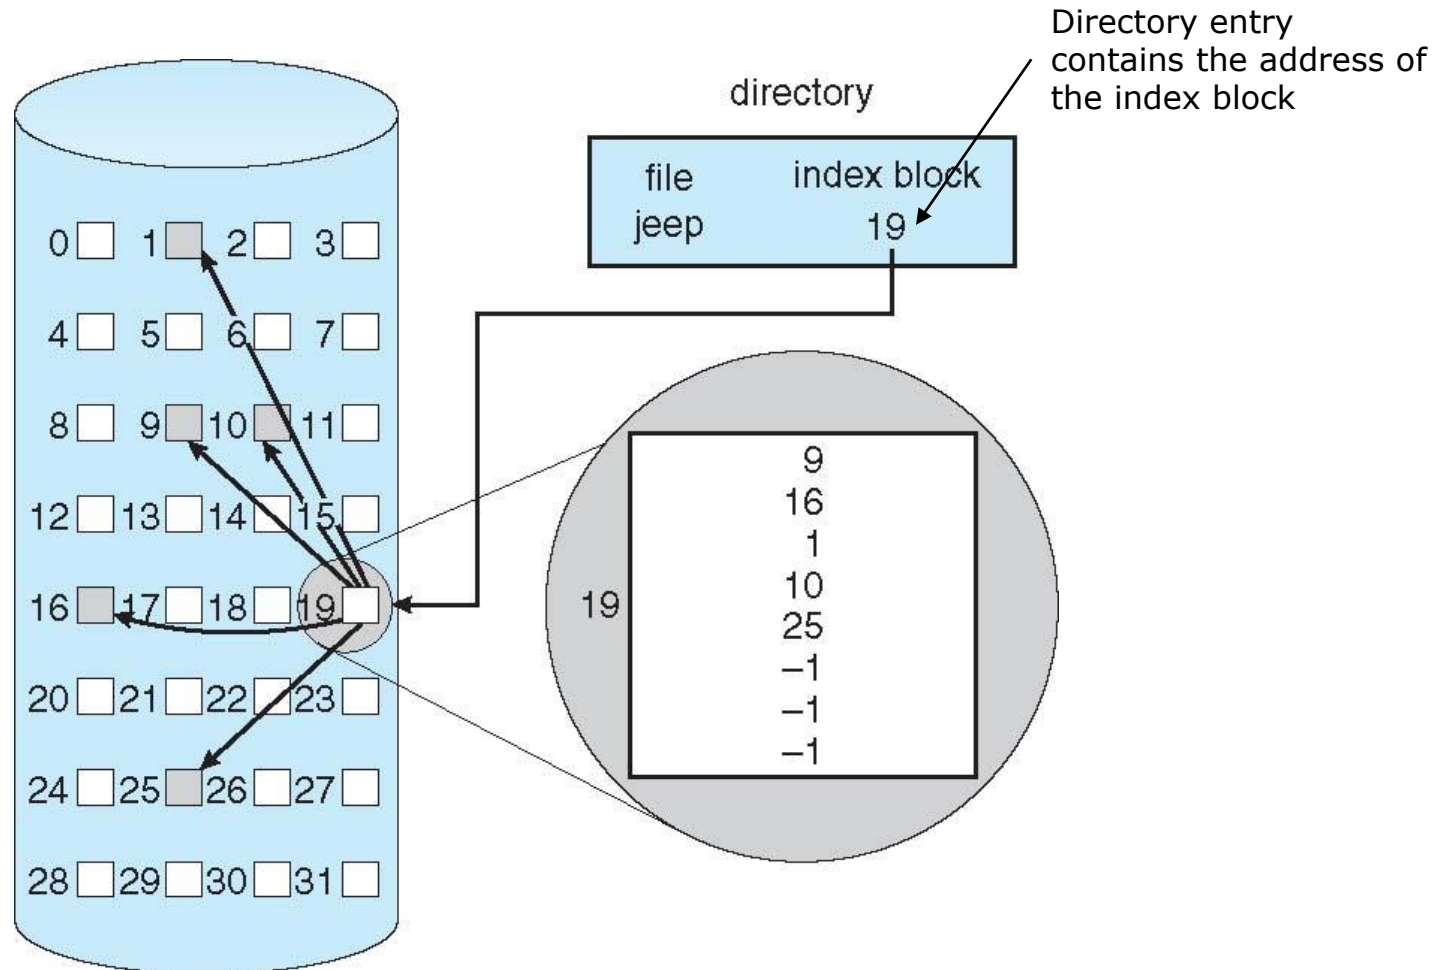 Directory entry
contains the address of
the index block
directory
file index block
jeep 19
0 1 2 3
4 5 6 7
8 9 10 11
12 13 14 15
16 17 18 19
20 21 22 23
24 25 26 27
28 29 30 31
19
9
16
1
10
25
–1
–1
–1